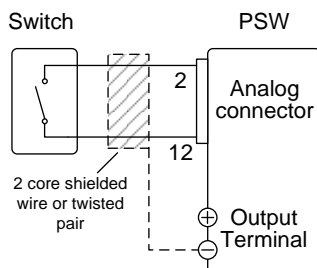 Switch
PSW
2
Analog
connector
12
2 core shielded
wire or twisted
pair
+
Output
Terminal
-